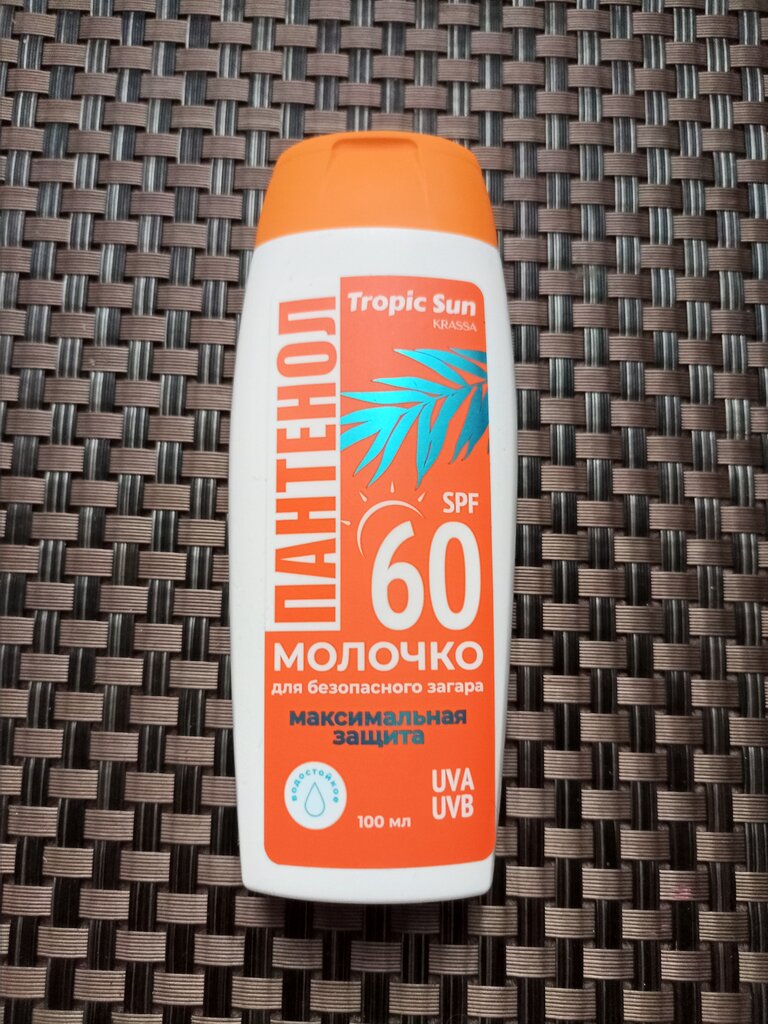 Tropic Sun
KRASSA
ПАНТЕНОЛ
SPF
60
МОЛОЧКО
для безопасного загара
максимальная
защита
водостойкое
UVA
UVB
100 мл